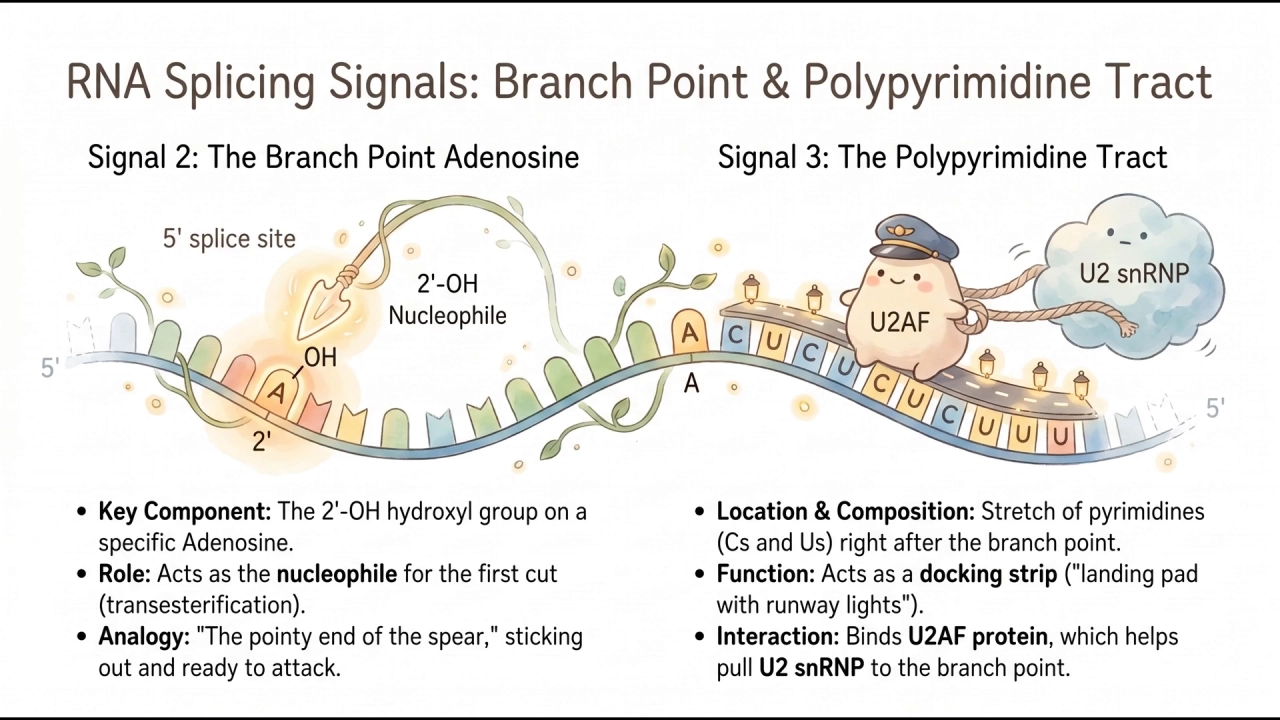 RNA Splicing Signals: Branch Point & Polypyrimidine Tract
Signal 2: The Branch Point Adenosine
5' splice site
2'-OH
Nucleophile
OH
A
2'
5'
• Key Component: The 2'-OH hydroxyl group on a
specific Adenosine.
• Role: Acts as the nucleophile for the first cut
(transesterification).
• Analogy: "The pointy end of the spear," sticking
out and ready to attack.
Signal 3: The Polypyrimidine Tract
U2AF
U2 snRNP
A C U C U C U C U U U
A
5'
• Location & Composition: Stretch of pyrimidines
(Cs and Us) right after the branch point.
• Function: Acts as a docking strip ("landing pad
with runway lights").
• Interaction: Binds U2AF protein, which helps
pull U2 snRNP to the branch point.